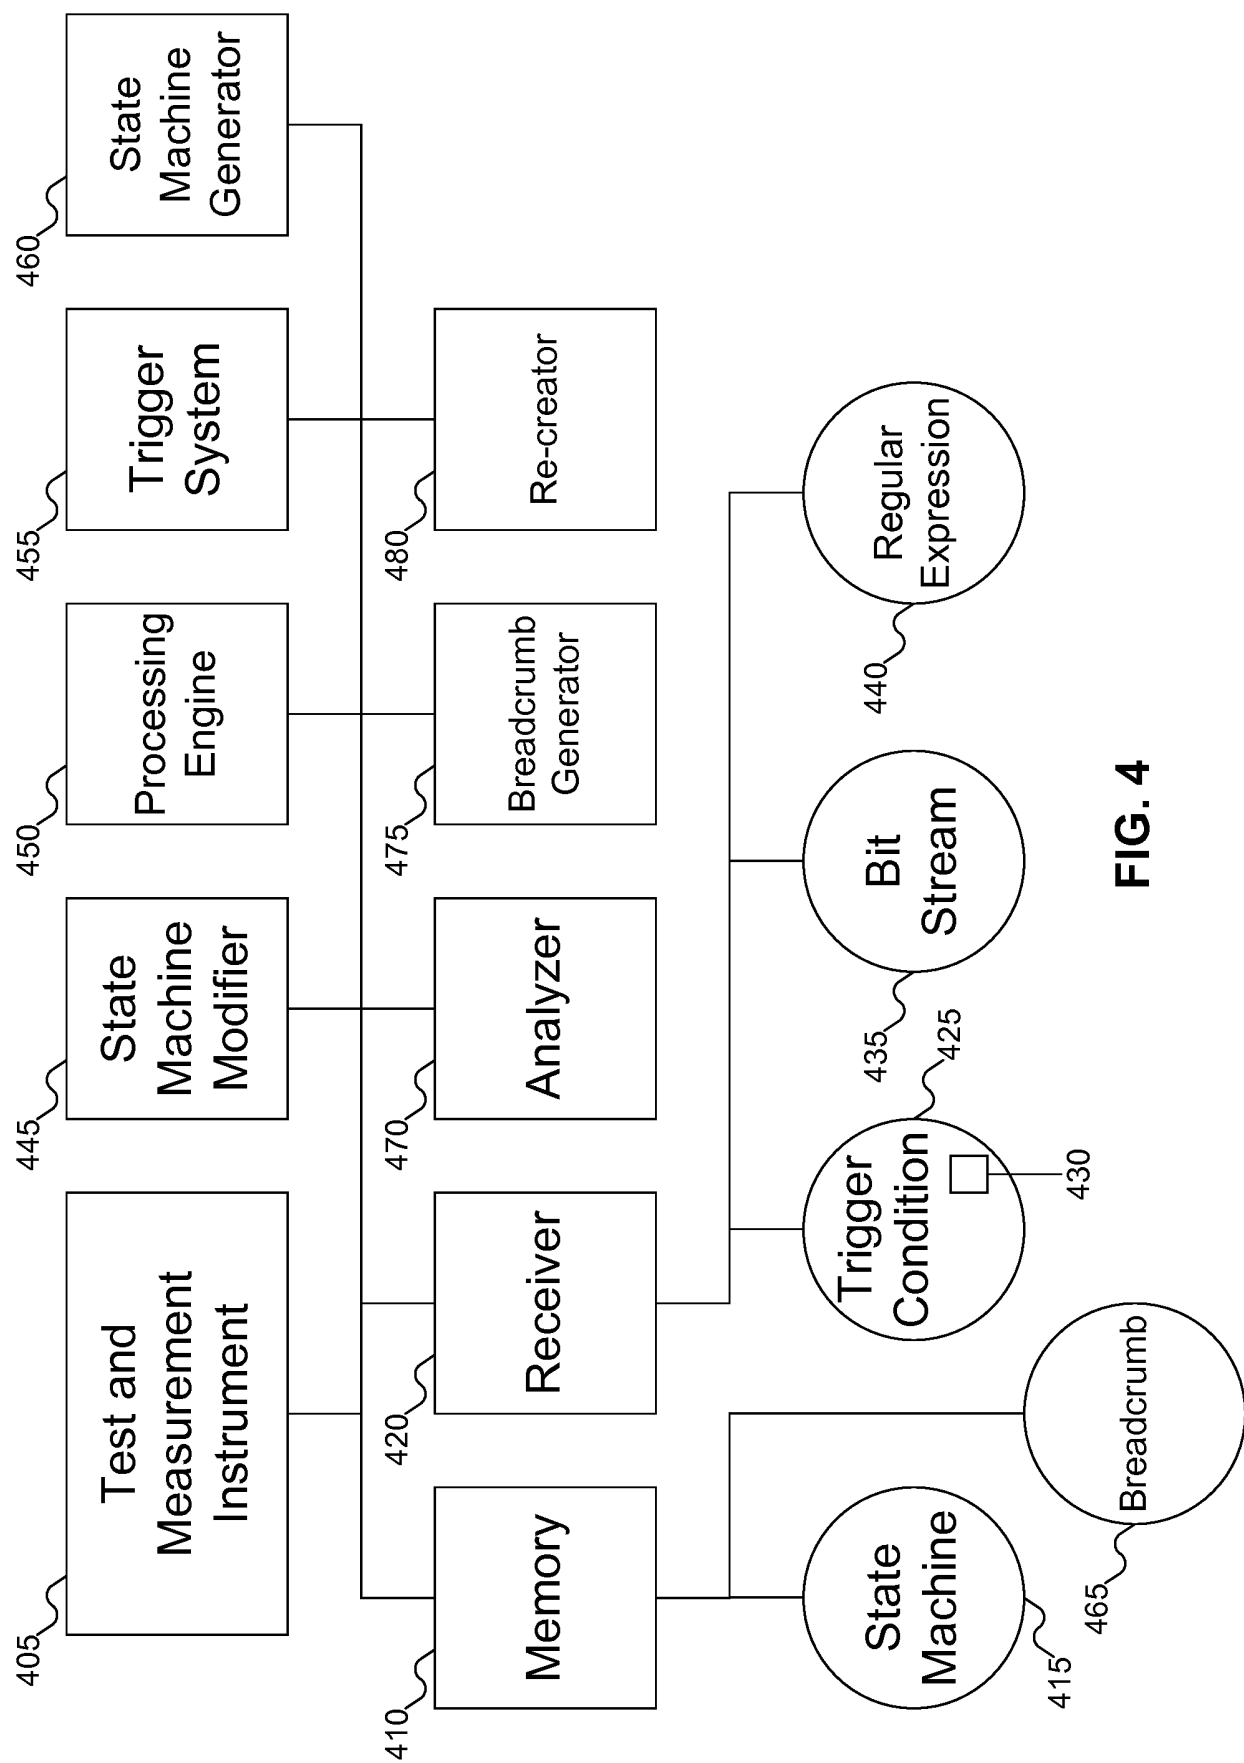 405
Test and
Measurement
Instrument
445
State
Machine
Modifier
450
Processing
Engine
455
Trigger
System
460
State
Machine
Generator
410
Memory
420
Receiver
470
Analyzer
475
Breadcrumb
Generator
480
Re-creator
State
Machine
415
Breadcrumb
465
Trigger
Condition
425
430
435
Bit
Stream
440
Regular
Expression
FIG. 4